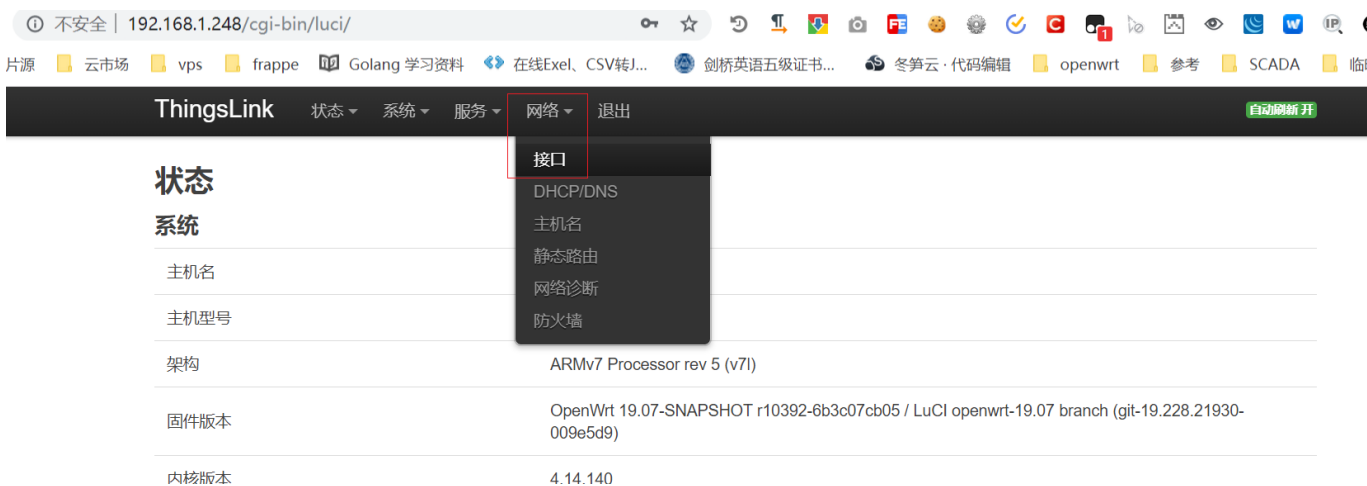 不安全 | 192.168.1.248/cgi-bin/luci/
片源 云市场 vps frappe Golang 学习资料 在线Exel、CSV转J... 剑桥英语五级证书... 冬笋云 · 代码编辑 openwrt 参考 SCADA 临时
ThingsLink 状态 系统 服务 网络 退出 自动刷新 开
接口
DHCP/DNS
主机名
静态路由
网络诊断
防火墙
状态
系统
主机名
主机型号
架构 ARMv7 Processor rev 5 (v7l)
固件版本 OpenWrt 19.07-SNAPSHOT r10392-6b3c07cb05 / LuCI openwrt-19.07 branch (git-19.228.21930-
009e5d9)
内核版本 4.14.140